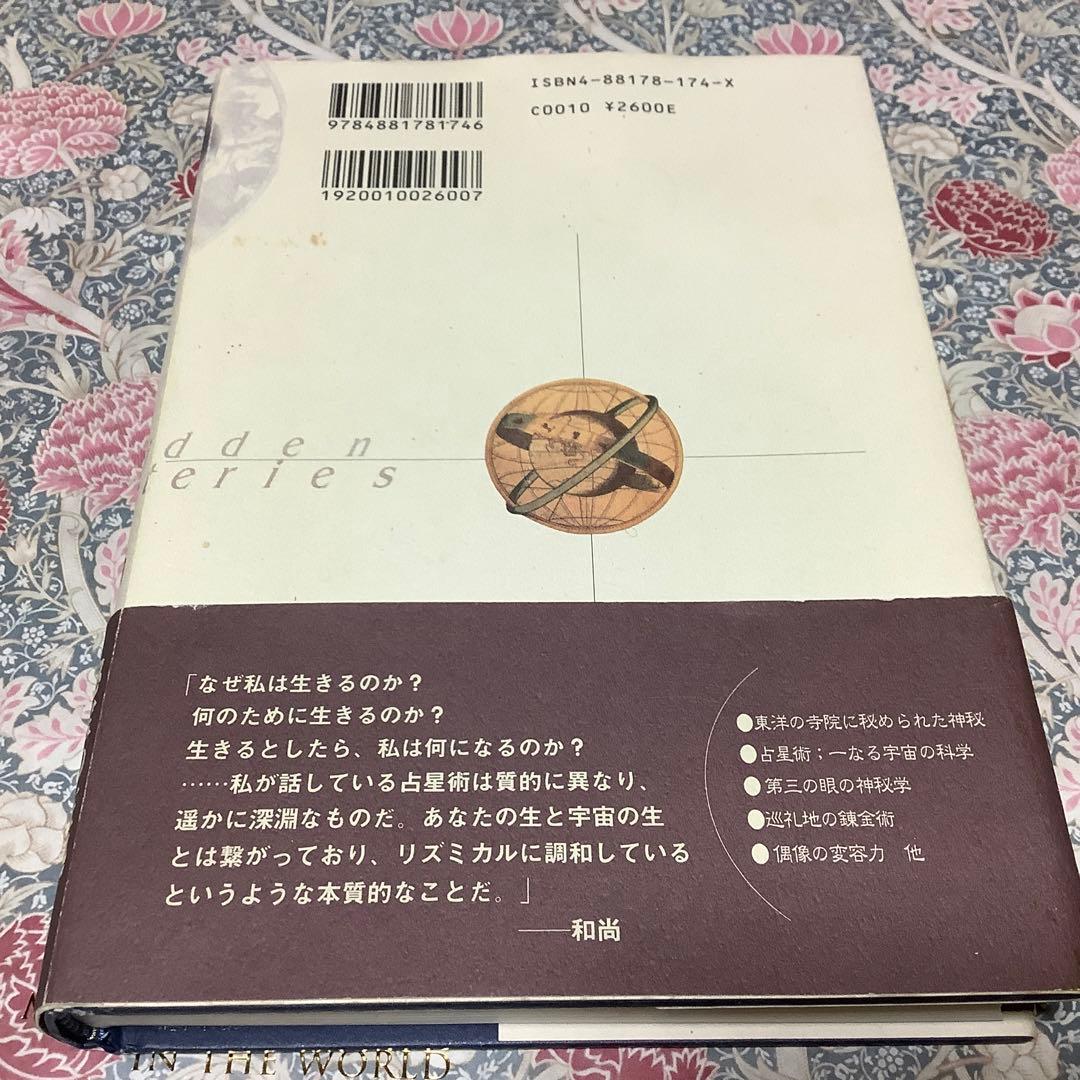 ISBN4-88178-174-X
C0010 ¥2600E
9784881781746
1920010026007
dden
teries
「なぜ私は生きるのか?
何のために生きるのか?
生きるとしたら、私は何になるのか?
……私が話している占星術は質的に異なり、
遥かに深淵なものだ。あなたの生と宇宙の生
とは繋がっており、リズミカルに調和している
というような本質的なことだ。」
——和尚
●東洋の寺院に秘められた神秘
●占星術;一なる宇宙の科学
●第三の眼の神秘学
●巡礼地の錬金術
●偶像の変容力 他
IN THE WORLD